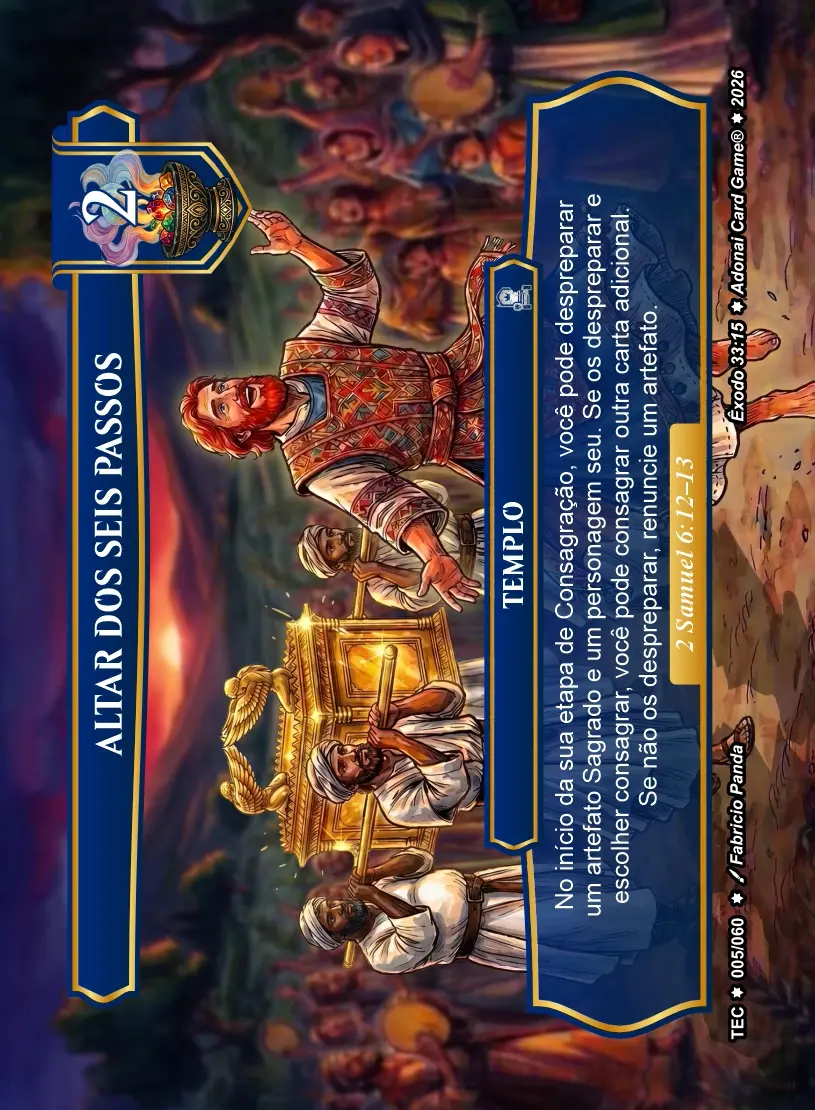 2
ALTAR DOS SEIS PASSOS
TEMPLO
No início da sua etapa de Consagração, você pode despreparar
um artefato Sagrado e um personagem seu. Se os despreparar e
escolher consagrar, você pode consagrar outra carta adicional.
Se não os despreparar, renuncie um artefato.
2 Samuel 6: 12–13
TEC ★ 005/060 ★ Fabricio Panda Êxodo 33:15 ★ Adonai Card Game® ★ 2026